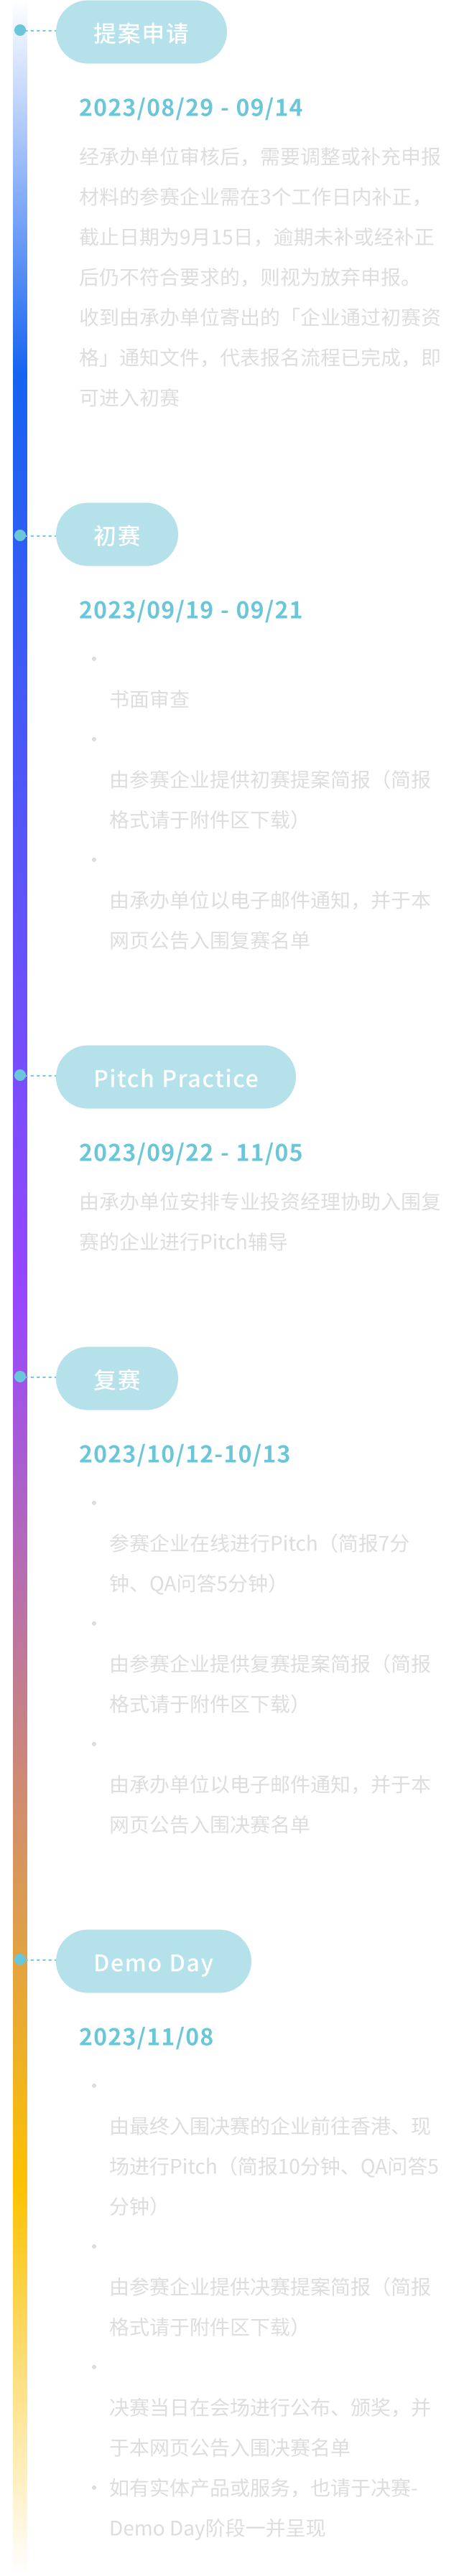 提案申请
2023/08/29 - 09/14
经承办单位审核后，需要调整或补充申报
材料的参赛企业需在3个工作日内补正，
截止日期为9月15日，逾期未补或经补正
后仍不符合要求的，则视为放弃申报。
收到由承办单位寄出的「企业通过初赛资
格」通知文件，代表报名流程已完成，即
可进入初赛
初赛
2023/09/19 - 09/21
书面审查
由参赛企业提供初赛提案简报（简报
格式请于附件区下载）
由承办单位以电子邮件通知，并于本
网页公告入围复赛名单
Pitch Practice
2023/09/22 - 11/05
由承办单位安排专业投资经理协助入围复
赛的企业进行Pitch辅导
复赛
2023/10/12-10/13
参赛企业在线进行Pitch（简报7分
钟、QA问答5分钟）
由参赛企业提供复赛提案简报（简报
格式请于附件区下载）
由承办单位以电子邮件通知，并于本
网页公告入围决赛名单
Demo Day
2023/11/08
由最终入围决赛的企业前往香港、现
场进行Pitch（简报10分钟、QA问答5
分钟）
由参赛企业提供决赛提案简报（简报
格式请于附件区下载）
决赛当日在会场进行公布、颁奖，并
于本网页公告入围决赛名单
• 如有实体产品或服务，也请于决赛-
Demo Day阶段一并呈现